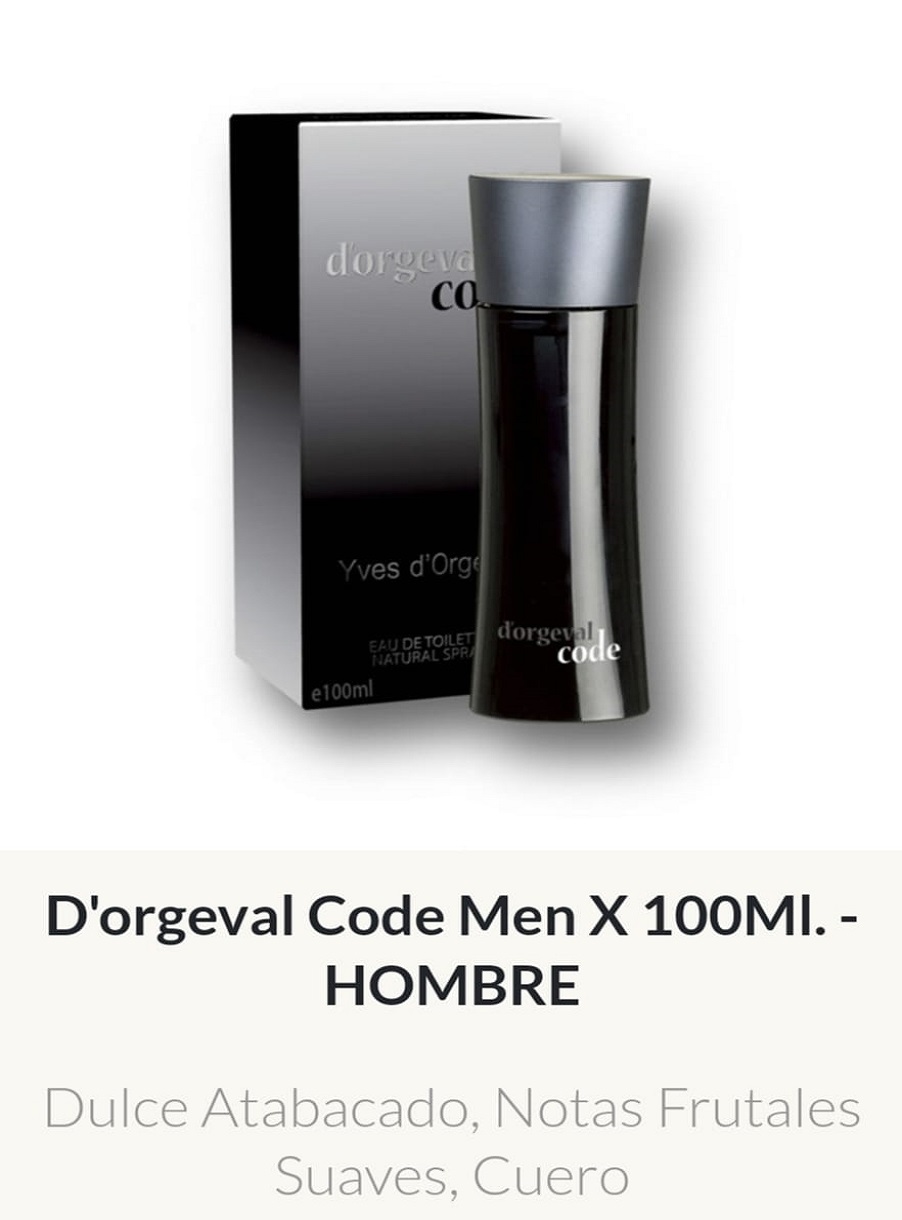 d'orgeva
co
Yves d'Orge
EAU DE TOILET
NATURAL SPRA
e100ml
d'orgeval
code
D'orgeval Code Men X 100Ml. -
HOMBRE
Dulce Atabacado, Notas Frutales
Suaves, Cuero